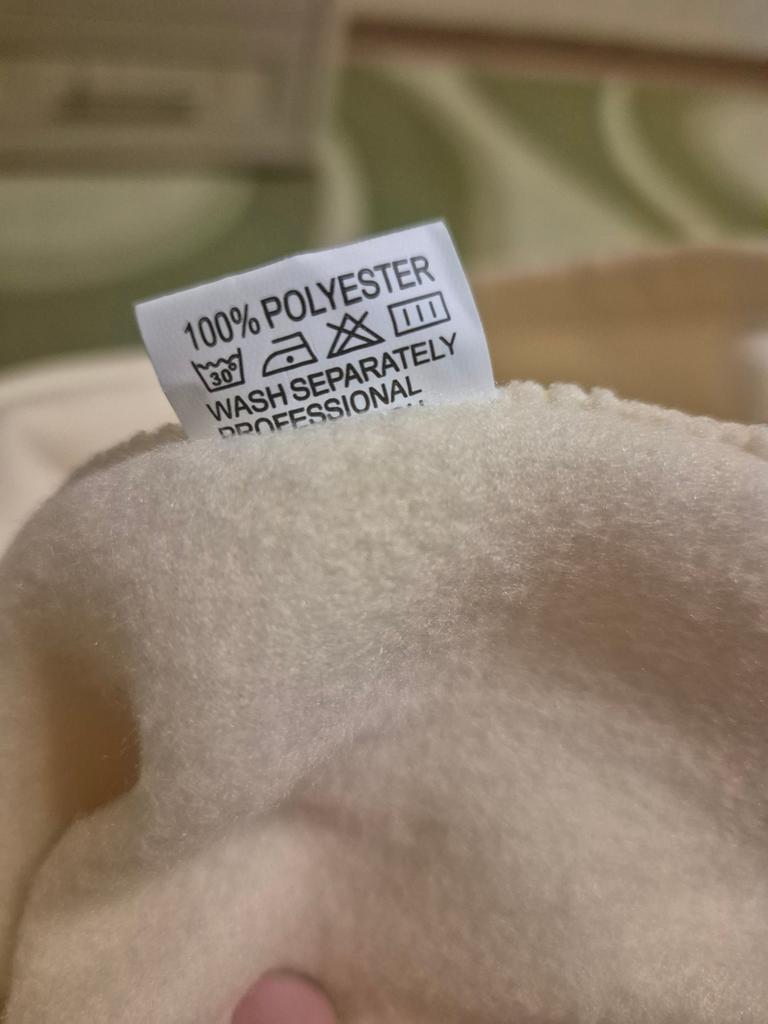 100% POLYESTER
30°
WASH SEPARATELY
PROFESSIONAL